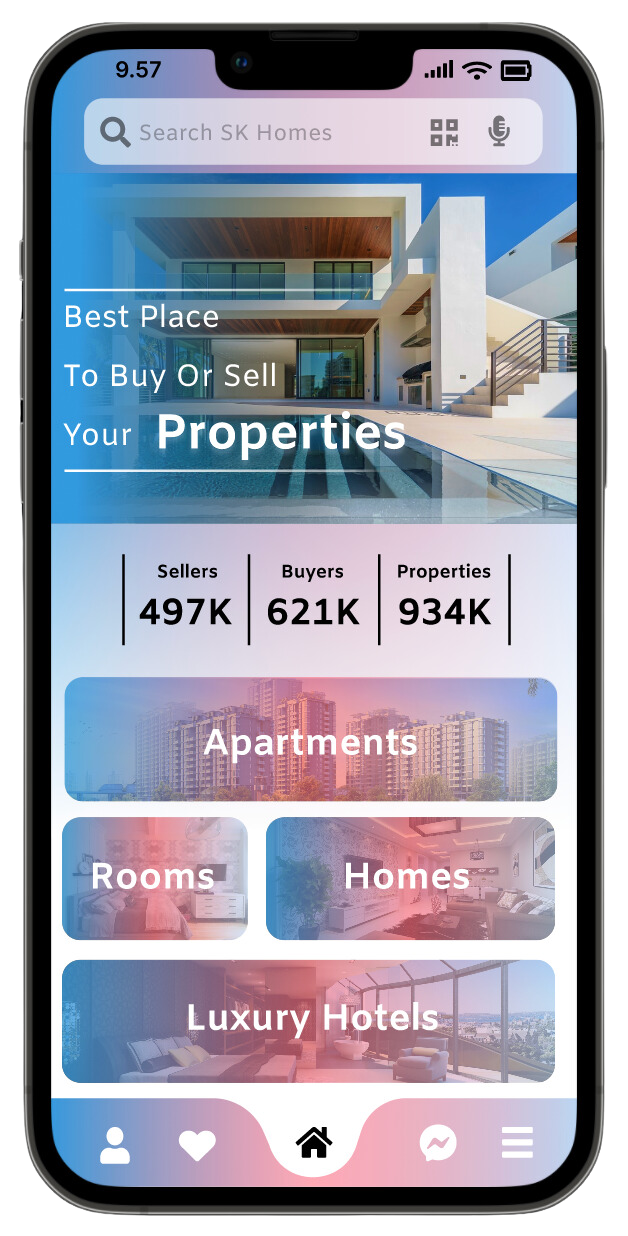 9.57
Search SK Homes
Best Place
To Buy Or Sell
Your Properties
Sellers Buyers Properties
497K 621K 934K
Apartments
Rooms Homes
Luxury Hotels